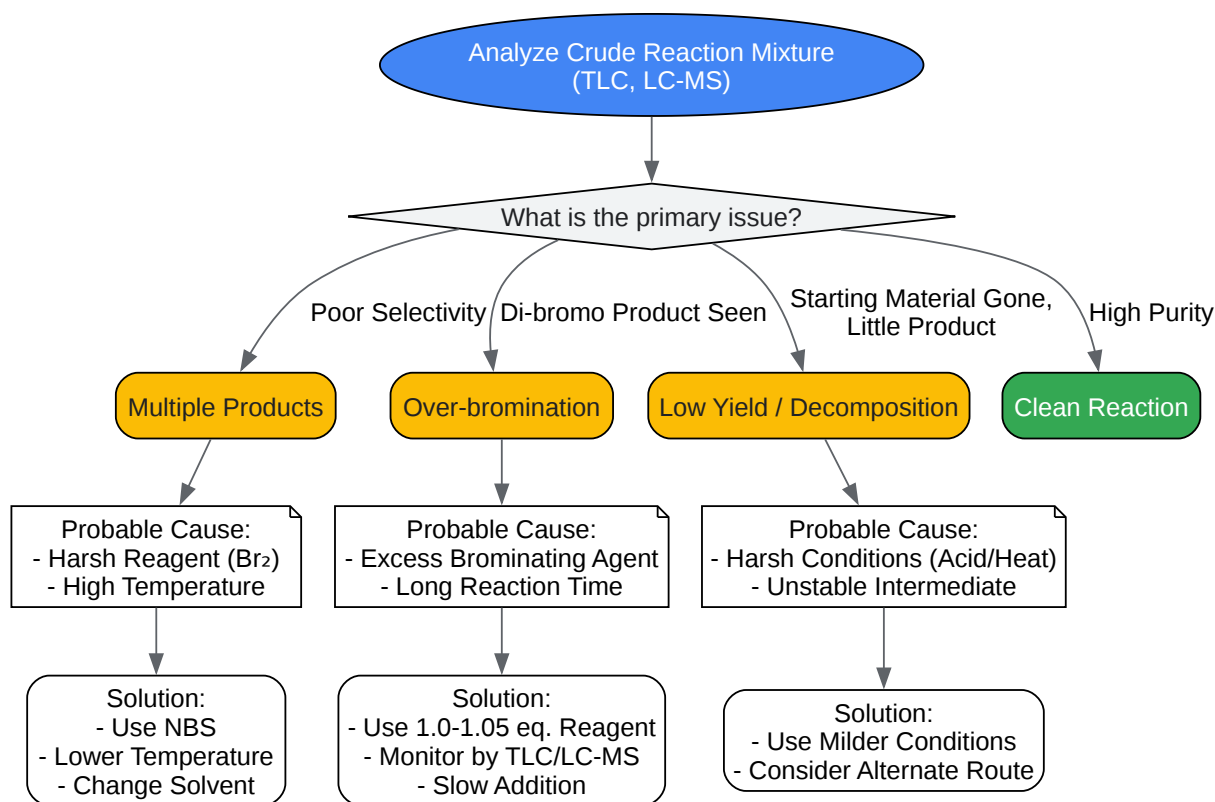 Analyze Crude Reaction Mixture
(TLC, LC-MS)
What is the primary issue?
Poor Selectivity
Di-bromo Product Seen
Starting Material Gone,
Little Product
High Purity
Multiple Products
Over-bromination
Low Yield / Decomposition
Clean Reaction
Probable Cause:
- Harsh Reagent (Br₂)
- High Temperature
Probable Cause:
- Excess Brominating Agent
- Long Reaction Time
Probable Cause:
- Harsh Conditions (Acid/Heat)
- Unstable Intermediate
Solution:
- Use NBS
- Lower Temperature
- Change Solvent
Solution:
- Use 1.0-1.05 eq. Reagent
- Monitor by TLC/LC-MS
- Slow Addition
Solution:
- Use Milder Conditions
- Consider Alternate Route